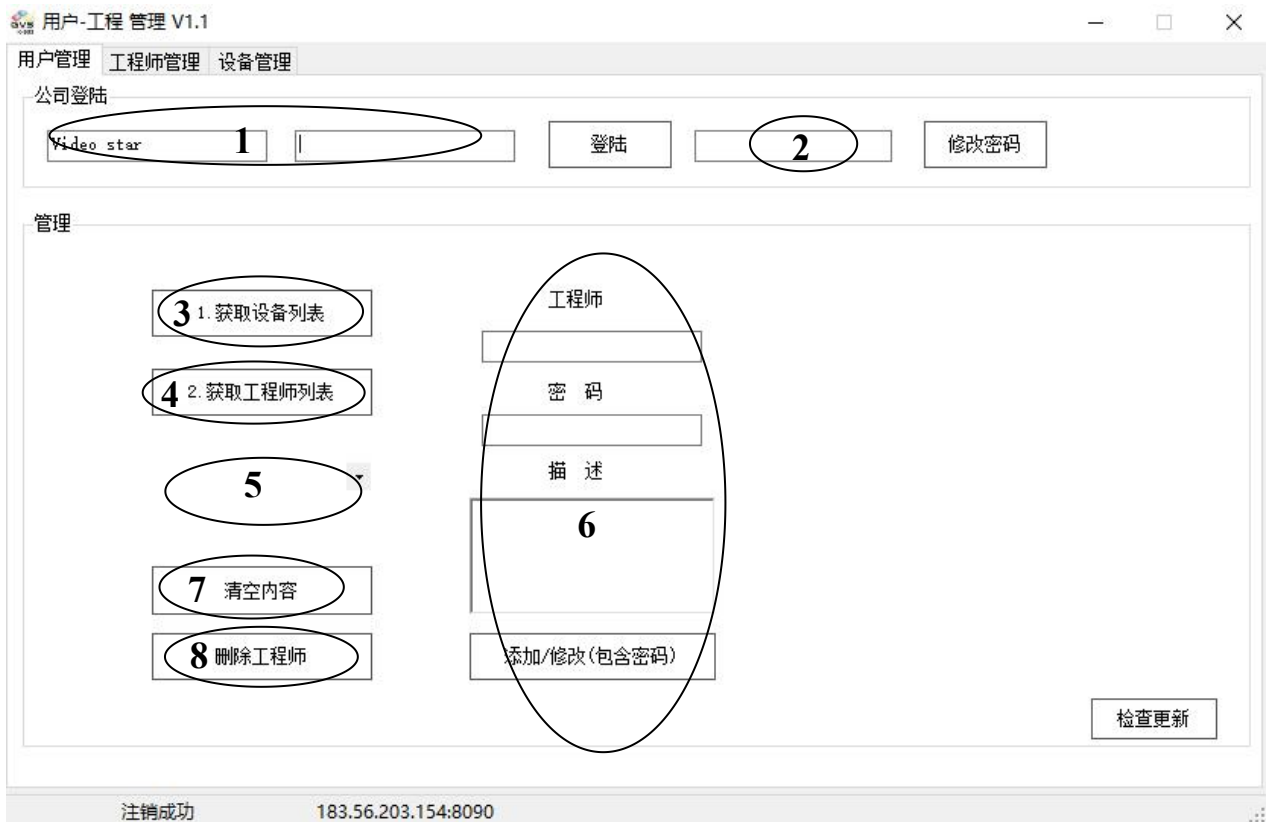 用户-工程 管理 V1.1
用户管理 工程师管理 设备管理
公司登陆
Video star 1 登陆 2 修改密码
管理
3 1.获取设备列表
工程师
4 2.获取工程师列表
密 码
5
描 述
6
7 清空内容
8 删除工程师
添加/修改(包含密码)
检查更新
注销成功 183.56.203.154:8090